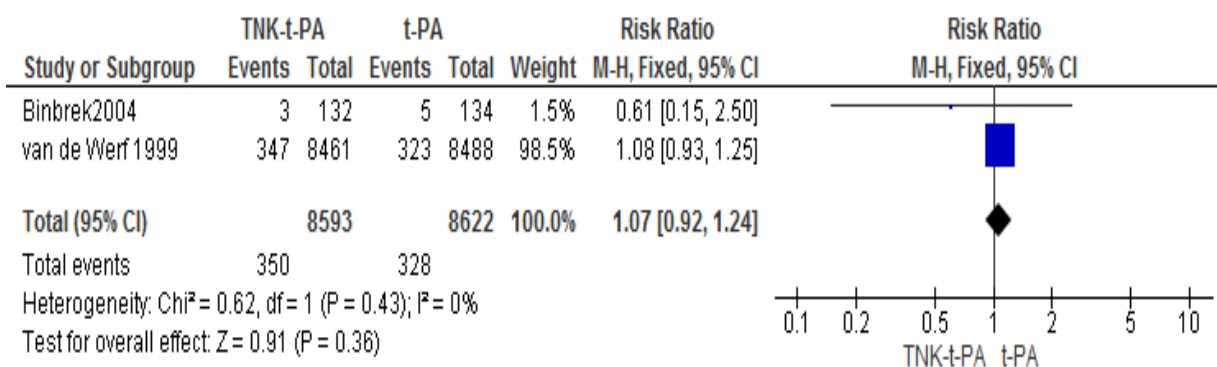 TNK-t-PA t-PA Risk Ratio Risk Ratio
Study or Subgroup Events Total Events Total Weight M-H, Fixed, 95% CI M-H, Fixed, 95% CI
Binbrek2004 3 132 5 134 1.5% 0.61 [0.15, 2.50]
van de Werf 1999 347 8461 323 8488 98.5% 1.08 [0.93, 1.25]
Total (95% CI) 8593 8622 100.0% 1.07 [0.92, 1.24]
Total events 350 328
Heterogeneity: Chi² = 0.62, df = 1 (P = 0.43); I² = 0%
Test for overall effect: Z = 0.91 (P = 0.36)
0.1 0.2 0.5 1 2 5 10
TNK-t-PA t-PA